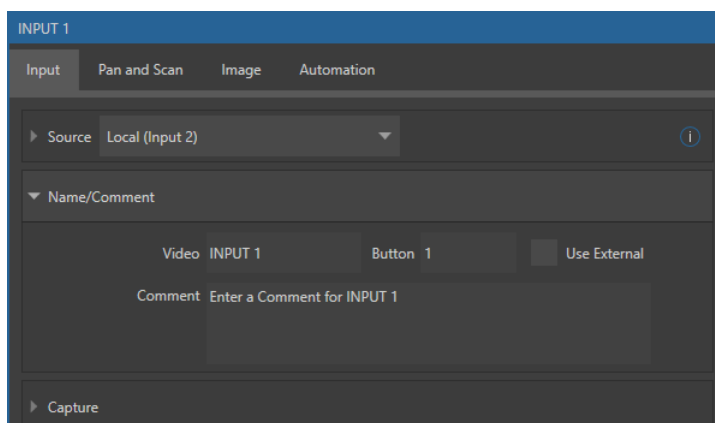 INPUT 1
Input Pan and Scan Image Automation
Source Local (Input 2) i
Name/Comment
Video INPUT 1 Button 1 Use External
Comment Enter a Comment for INPUT 1
Capture